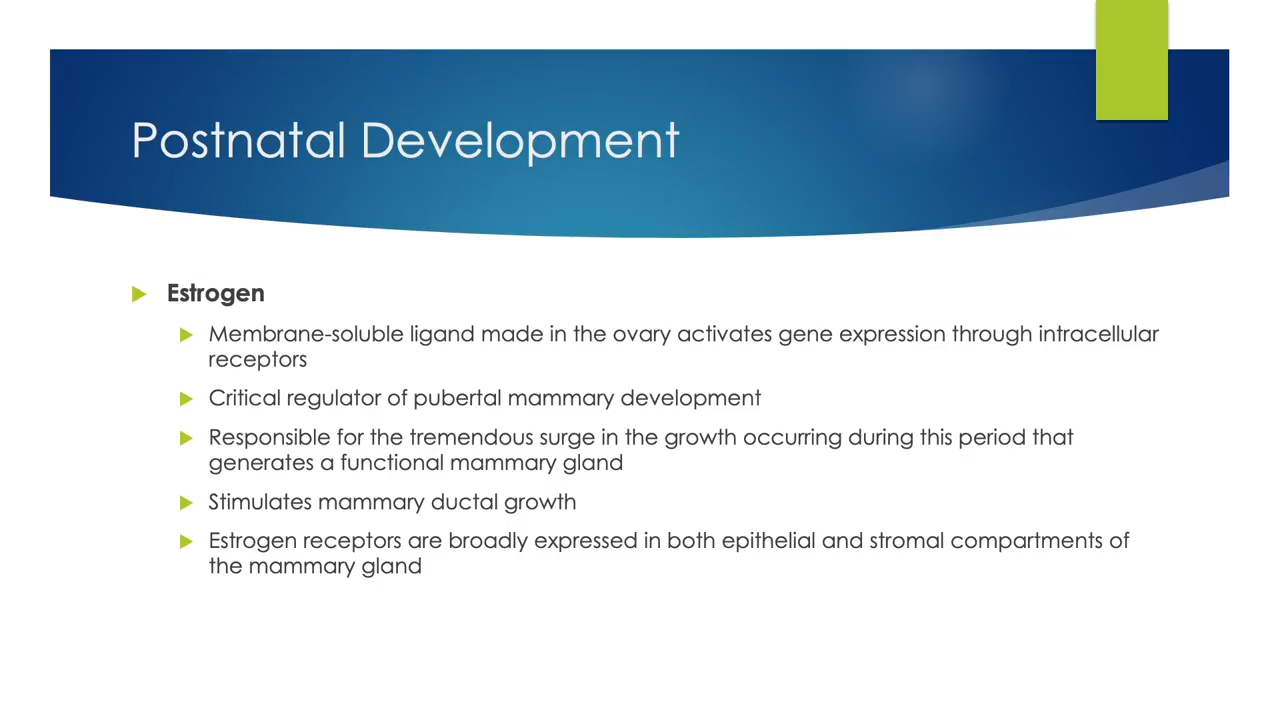 Postnatal Development
Estrogen
Membrane-soluble ligand made in the ovary activates gene expression through intracellular
receptors
Critical regulator of pubertal mammary development
Responsible for the tremendous surge in the growth occurring during this period that
generates a functional mammary gland
Stimulates mammary ductal growth
Estrogen receptors are broadly expressed in both epithelial and stromal compartments of
the mammary gland